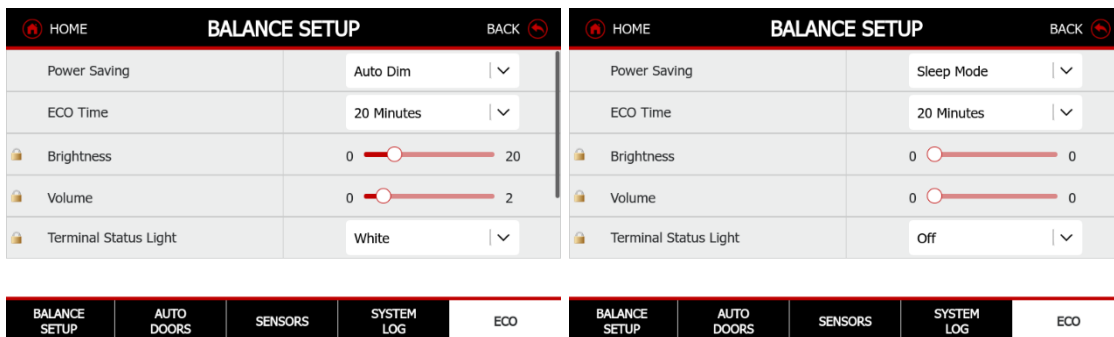 HOME BALANCE SETUP BACK
Power Saving Auto Dim
ECO Time 20 Minutes
Brightness 0 20
Volume 0 2
Terminal Status Light White
BALANCE SETUP AUTO DOORS SENSORS SYSTEM LOG ECO
HOME BALANCE SETUP BACK
Power Saving Sleep Mode
ECO Time 20 Minutes
Brightness 0 0
Volume 0 0
Terminal Status Light Off
BALANCE SETUP AUTO DOORS SENSORS SYSTEM LOG ECO